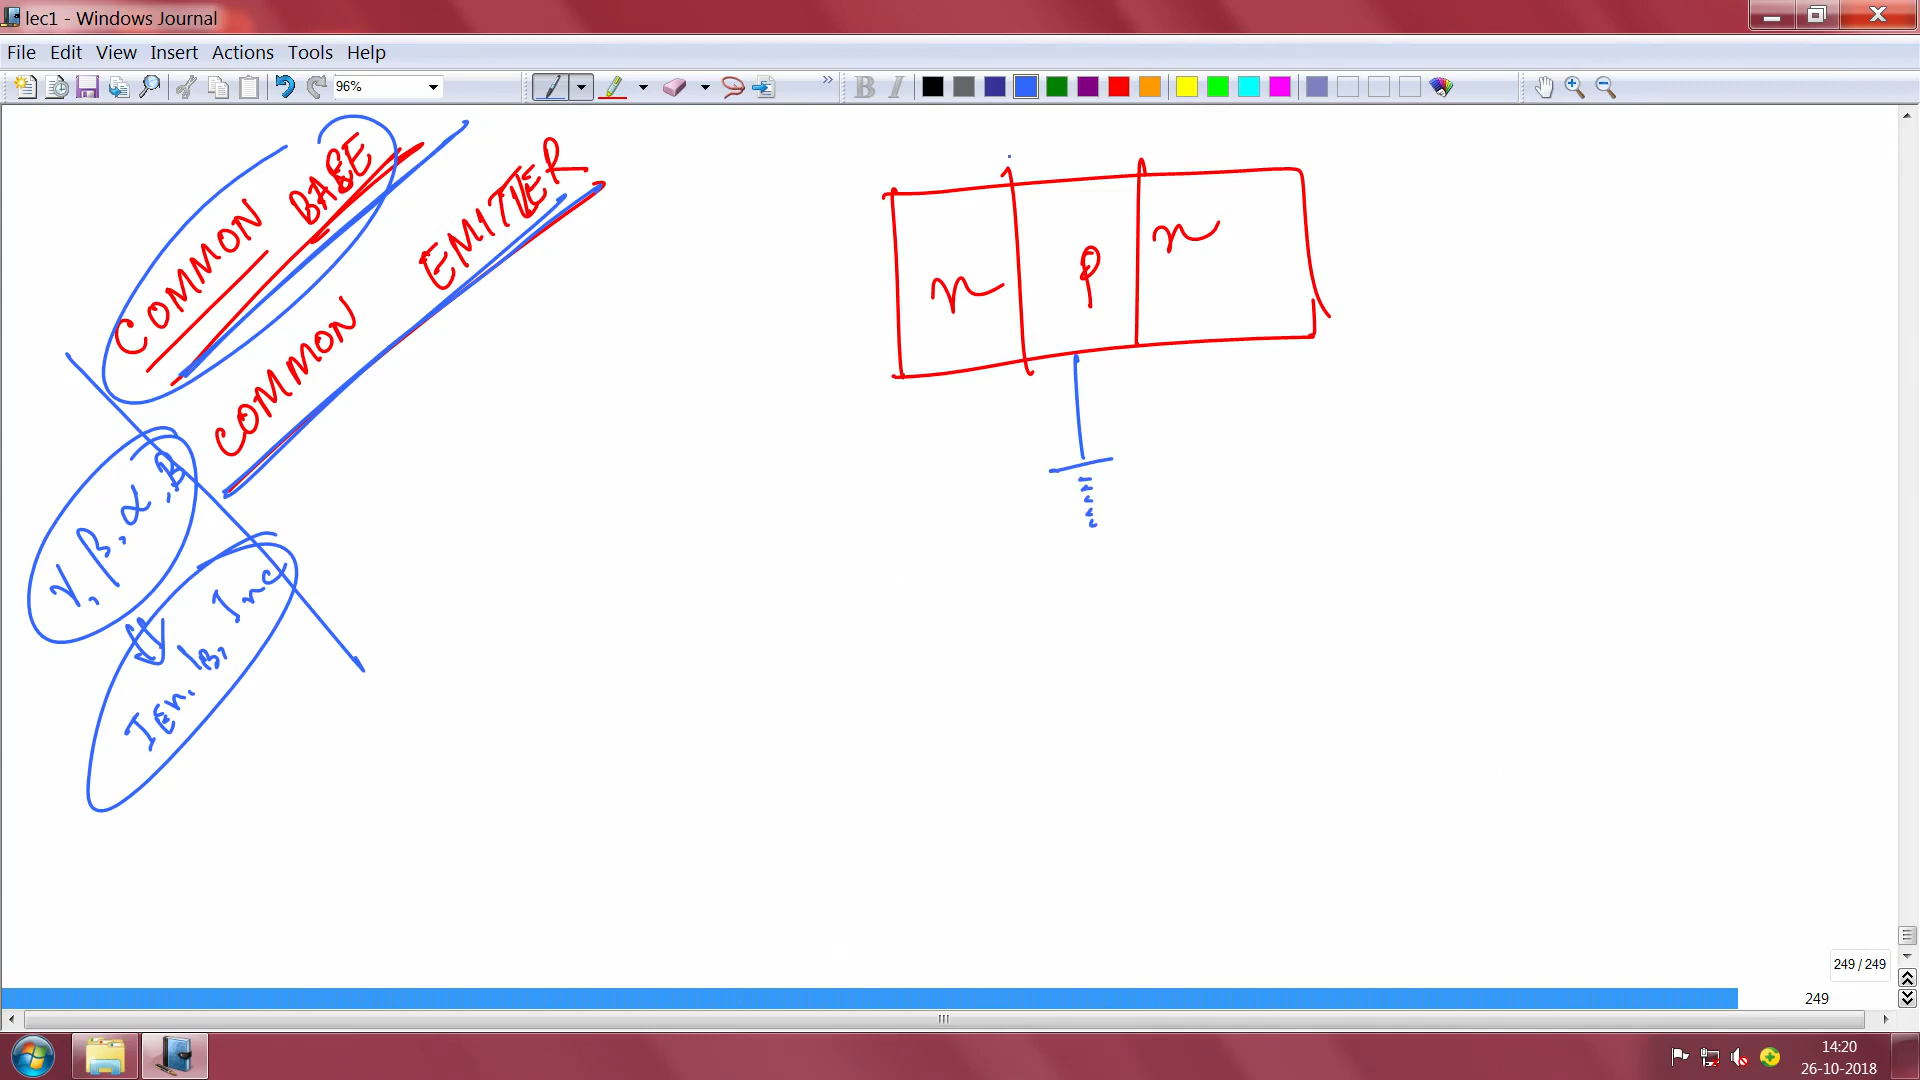 lec1 - Windows Journal
File Edit View Insert Actions Tools Help
96%
B I
COMMON BASE
COMMON EMITTER
γ, β, α, B
IEn, IB, Inc
n p n
249 / 249
249
14:20
26-10-2018